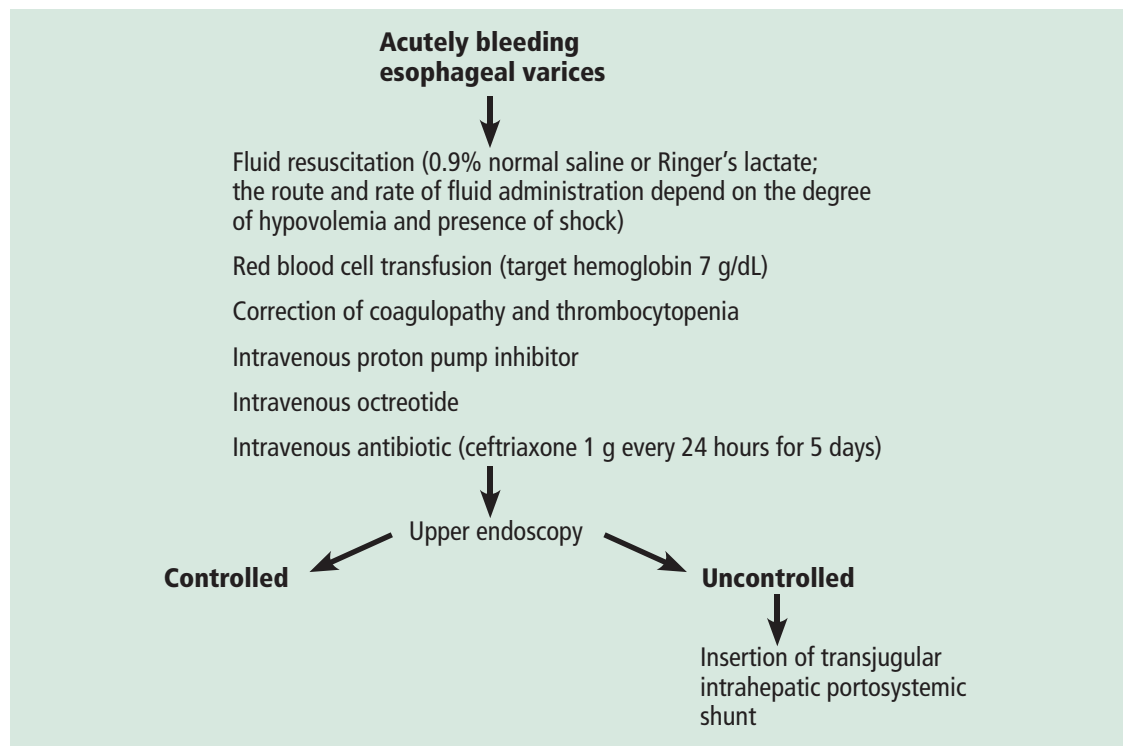 Acutely bleeding
esophageal varices
Fluid resuscitation (0.9% normal saline or Ringer’s lactate;
the route and rate of fluid administration depend on the degree
of hypovolemia and presence of shock)
Red blood cell transfusion (target hemoglobin 7 g/dL)
Correction of coagulopathy and thrombocytopenia
Intravenous proton pump inhibitor
Intravenous octreotide
Intravenous antibiotic (ceftriaxone 1 g every 24 hours for 5 days)
Upper endoscopy
Controlled
Uncontrolled
Insertion of transjugular
intrahepatic portosystemic
shunt